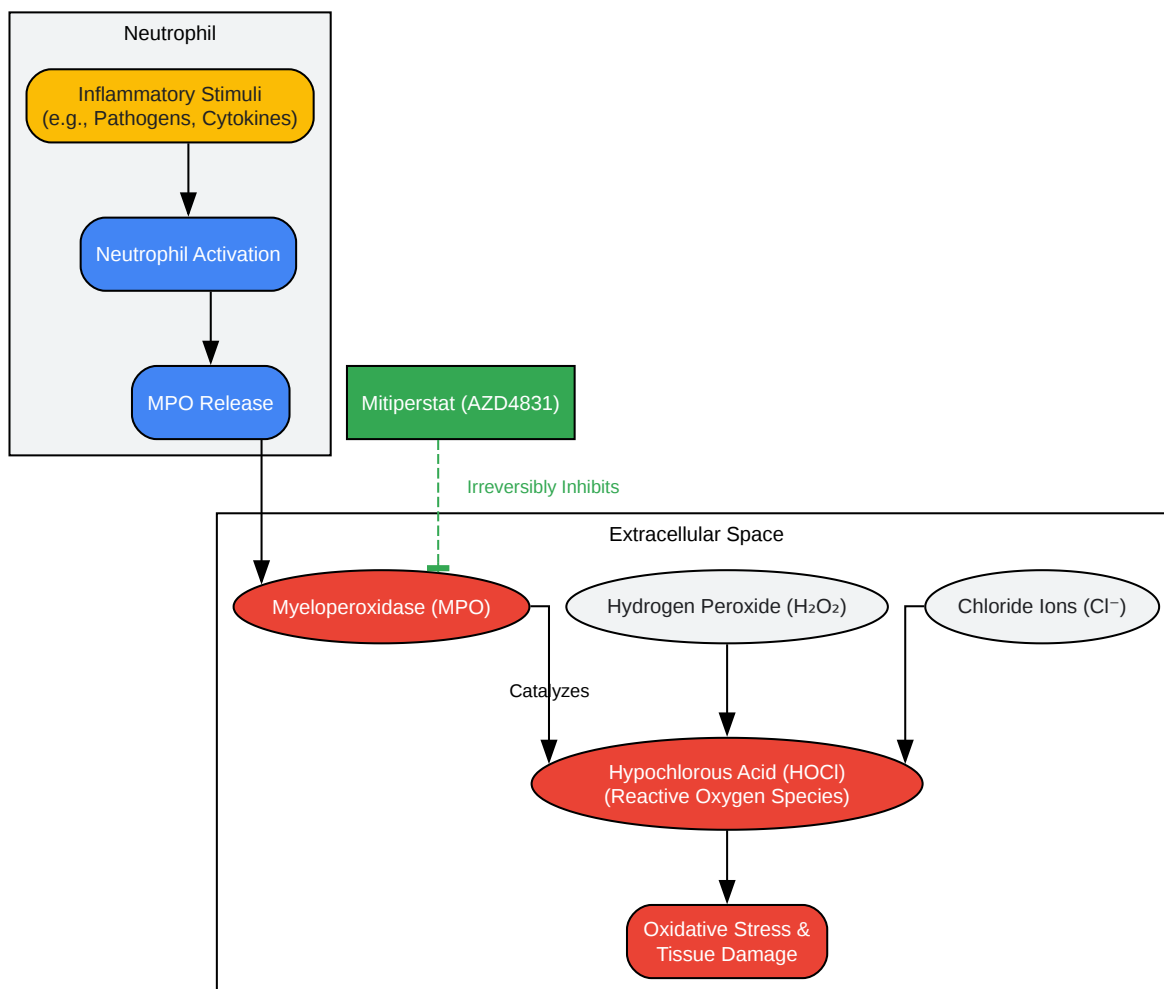 Neutrophil
Inflammatory Stimuli
(e.g., Pathogens, Cytokines)
Neutrophil Activation
MPO Release
Mitiperstat (AZD4831)
Irreversibly Inhibits
Extracellular Space
Myeloperoxidase (MPO)
Hydrogen Peroxide (H₂O₂)
Chloride Ions (Cl⁻)
Catalyzes
Hypochlorous Acid (HOCl)
(Reactive Oxygen Species)
Oxidative Stress &
Tissue Damage